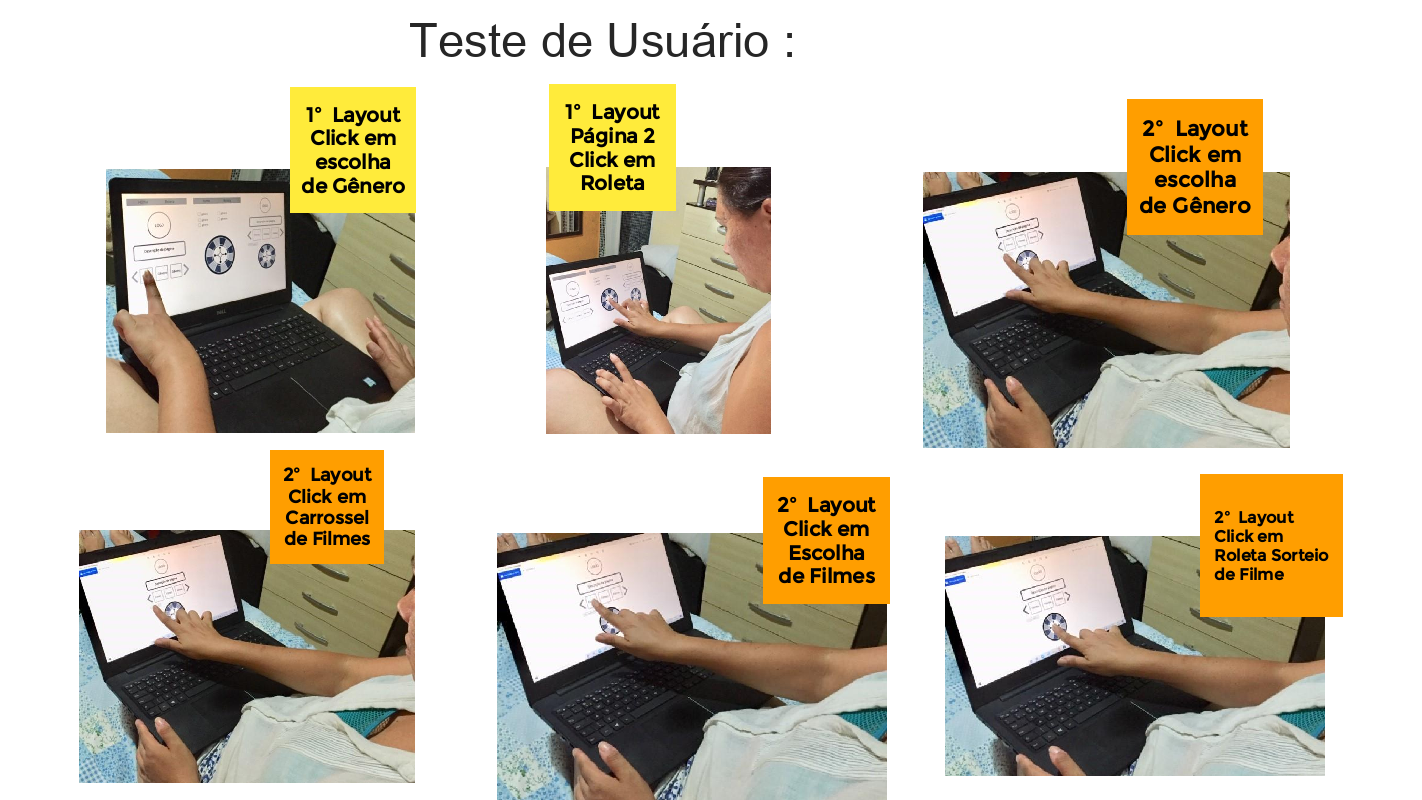 Teste de Usuário :
1° Layout
Click em
escolha
de Gênero
1° Layout
Página 2
Click em
Roleta
2° Layout
Click em
escolha
de Gênero
2° Layout
Click em
Carrossel
de Filmes
2° Layout
Click em
Escolha
de Filmes
2° Layout
Click em
Roleta Sorteio
de Filme